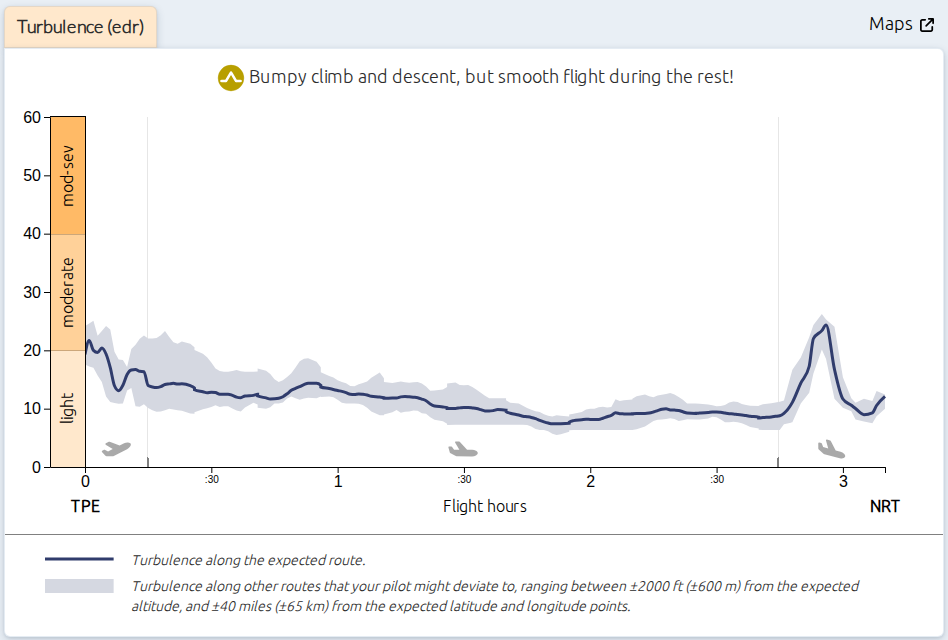 Turbulence (edr)
Maps
Bumpy climb and descent, but smooth flight during the rest!
60
50
40
30
20
10
0
mod-sev
moderate
light
0 :30 1 :30 2 :30 3
TPE Flight hours NRT
Turbulence along the expected route.
Turbulence along other routes that your pilot might deviate to, ranging between ±2000 ft (±600 m) from the expected
altitude, and ±40 miles (±65 km) from the expected latitude and longitude points.